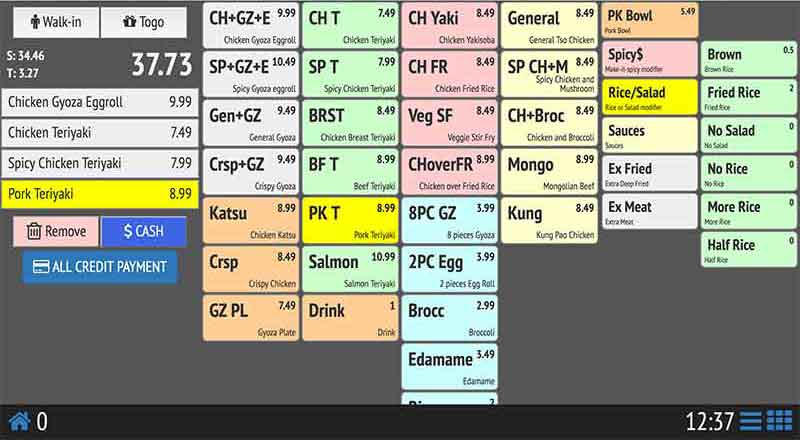 Walk-in
Togo
S: 34.46
T: 3.27
37.73
Chicken Gyoza Eggroll 9.99
Chicken Teriyaki 7.49
Spicy Chicken Teriyaki 7.99
Pork Teriyaki 8.99
Remove
$ CASH
ALL CREDIT PAYMENT
CH+GZ+E 9.99
Chicken Gyoza Eggroll
SP+GZ+E 10.49
Spicy Gyoza eggroll
Gen+GZ 9.49
General Gyoza
Crsp+GZ 9.49
Crispy Gyoza
Katsu 8.99
Chicken Katsu
Crsp 8.49
Crispy Chicken
GZ PL 7.49
Gyoza Plate
CH T 7.49
Chicken Teriyaki
SP T 7.99
Spicy Chicken Teriyaki
BRST 8.49
Chicken Breast Teriyaki
BF T 8.99
Beef Teriyaki
PK T 8.99
Pork Teriyaki
Salmon 10.99
Salmon Teriyaki
Drink 1
Drink
CH Yaki 8.49
Chicken Yakisoba
CH FR 8.49
Chicken Fried Rice
Veg SF 8.49
Veggie Stir Fry
CHoverFR 8.99
Chicken over Fried Rice
8PC GZ 3.99
8 pieces Gyoza
2PC Egg 3.99
2 pieces Egg Roll
Brocc 2.99
Broccoli
Edamame 3.49
Edamame
2
General 8.49
General Tso Chicken
SP CH+M 8.49
Spicy Chicken and
Mushroom
CH+Broc 8.49
Chicken and Broccoli
Mongo 8.99
Mongolian Beef
Kung 8.49
Kung Pao Chicken
PK Bowl 5.49
Pork Bowl
Spicy$
Make-it-spicy modifier
Rice/Salad
Rice or Salad modifier
Sauces
Sauces
Ex Fried
Extra Deep Fried
Ex Meat
Extra Meat
Brown 0.5
Brown Rice
Fried Rice 2
Fried Rice
No Salad 0
No Salad
No Rice 0
No Rice
More Rice 0
More Rice
Half Rice 0
Half Rice
0
12:37